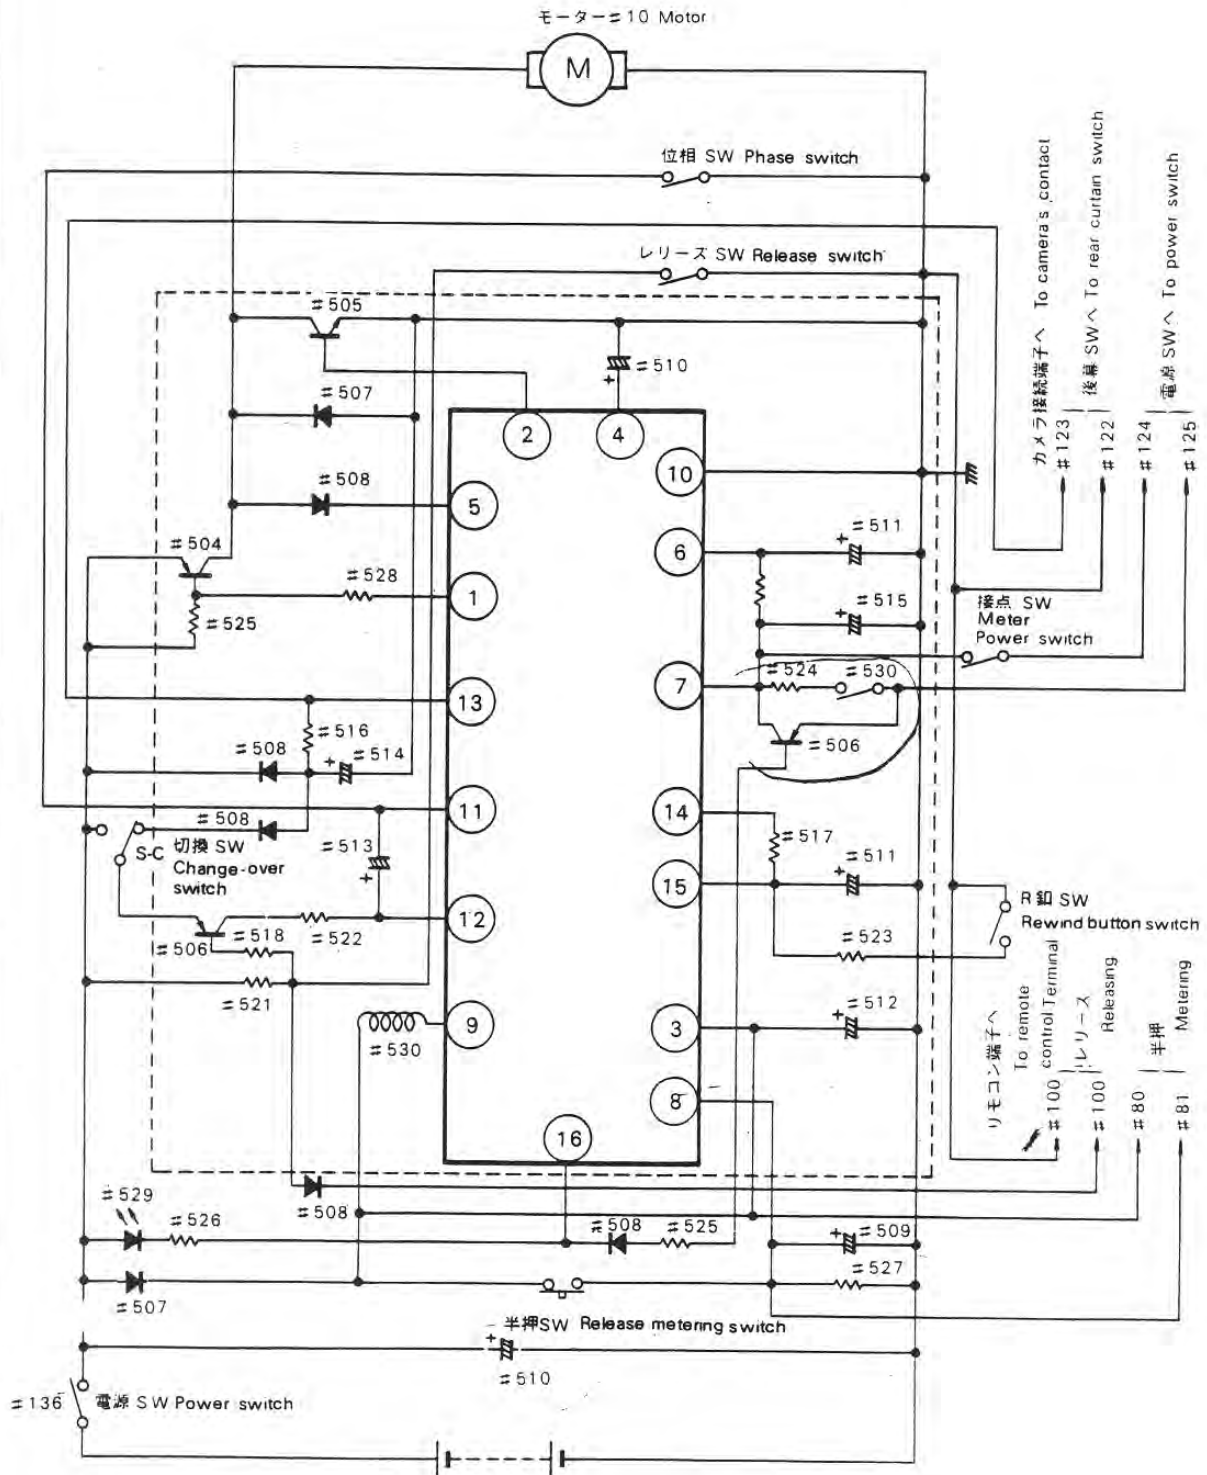 モーター#10 Motor
M
位相 SW Phase switch
レリーズ SW Release switch
カメラ接続端子へ To camera's contact
#123
後幕 SWへ To rear curtain switch
#122
#124
電源 SWへ To power switch
#125
#505
#510
+
#507
2
4
10
#508
5
#511
+
6
#504
#528
1
#515
+
接点 SW
Meter
Power switch
#525
7
#524
#530
13
#516
#506
#508
#514
+
11
14
#508
#517
S-C
切換 SW
Change-over
switch
#513
+
15
#511
+
R釦 SW
Rewind button switch
12
#506
#518
#522
#523
#521
9
#530
3
#512
+
8
リモコン端子へ
To remote
control Terminal
#100
レリーズ
Releasing
#100
#80
半押
Metering
#81
16
#529
#526
#508
#508
#525
#509
+
#527
#507
半押SW Release metering switch
+
#510
#136
電源 SW Power switch